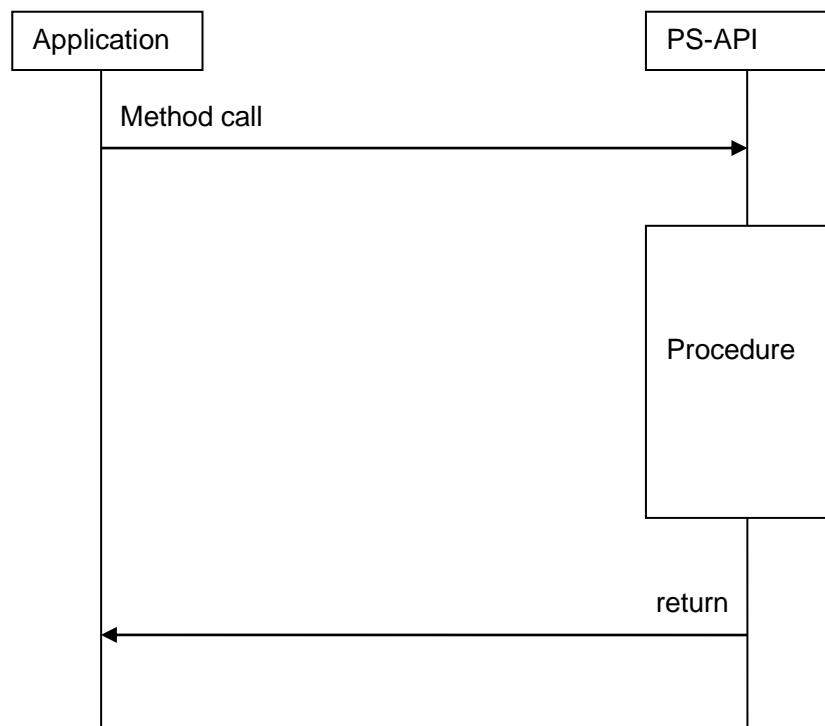 Application
PS-API
Method call
Procedure
return